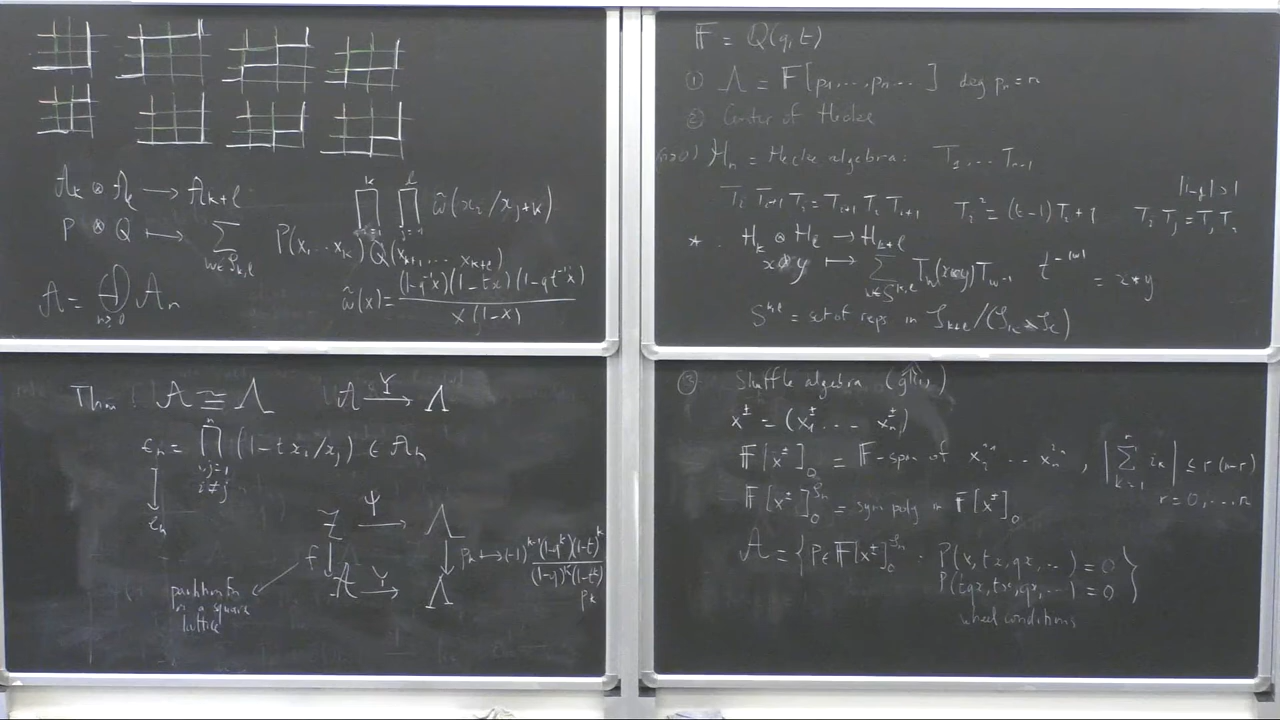 A_k ⊗ A_l → A_{k+l}
P ⊗ Q ↦ ∑_{w∈S_{k,l}} P(x_1,...x_k) Q(x_{k+1},... x_{k+l}) ∏_{i=1}^{k} ∏_{j=1}^{l} ω̃(x_i/x_{j+k})
A = ⊕_{n≥0} A_n
ω̃(x) = (1-q^{-1}x)(1-tx)(1-qt^{-1}x) / x(1-x)
Thm A ≅ Λ A —Y→ Λ
ε_n = ∏_{i,j=1 i≠j}^{n} (1-t x_i/x_j) ∈ A_n
↓
e_n
Z —Ψ→ Λ
f ↓ ↓ p_k ↦ (-1)^{k-1} (1-q^k)(1-t)^k / (1-q)^k(1-t^k) p_k
A —Y→ Λ
partition fn
on a square
lattice
F = Q(q,t)
① Λ = F[p_1,...,p_n...] deg p_n = n
② Center of Hecke
(n≥0) H_n = Hecke algebra: T_1,...T_{n-1}
T_i T_{i+1} T_i = T_{i+1} T_i T_{i+1} T_i^2 = (t-1)T_i + t T_i T_j = T_j T_i |i-j|>1
* . H_k ⊗ H_l → H_{k+l}
x⊗y ↦ ∑_{w∈S^{k,l}} T_w(x⊗y)T_{w^{-1}} t^{-|w|} = x*y
S^{k,l} = set of reps in S_{k+l}/(S_k×S_l)
③ Shuffle algebra
x^± = (x_1^± ... x_n^±)
F[x^±]_0 = F-span of x_1^{i_1} ... x_n^{i_n}, |∑_{k=1}^{r} i_k| ≤ r(n-r)
r=0,...n
F[x^±]_0^{S_n} = sym poly in F[x^±]_0
A = {P∈F[x^±]_0^{S_n} : P(x,tx,qx,...) = 0
P(tqx,tx,qx,...) = 0}
wheel conditions